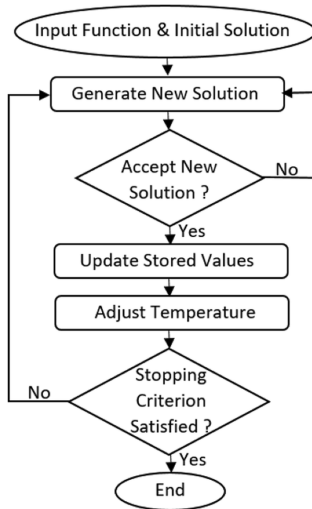 Input Function & Initial Solution
Generate New Solution
Accept New
Solution ?
No
Yes
Update Stored Values
Adjust Temperature
Stopping
Criterion
Satisfied ?
No
Yes
End